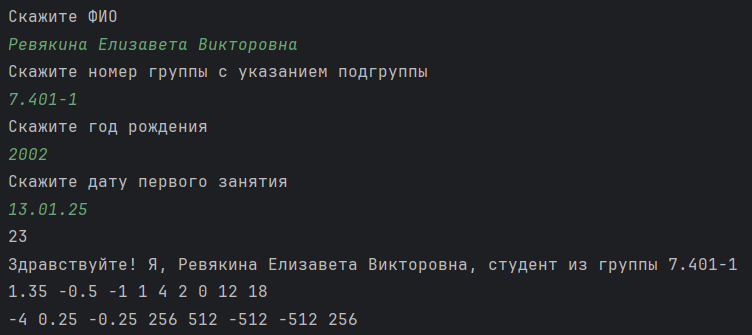 Скажите ФИО
Ревякина Елизавета Викторовна
Скажите номер группы с указанием подгруппы
7.401-1
Скажите год рождения
2002
Скажите дату первого занятия
13.01.25
23
Здравствуйте! Я, Ревякина Елизавета Викторовна, студент из группы 7.401-1
1.35 -0.5 -1 1 4 2 0 12 18
-4 0.25 -0.25 256 512 -512 -512 256